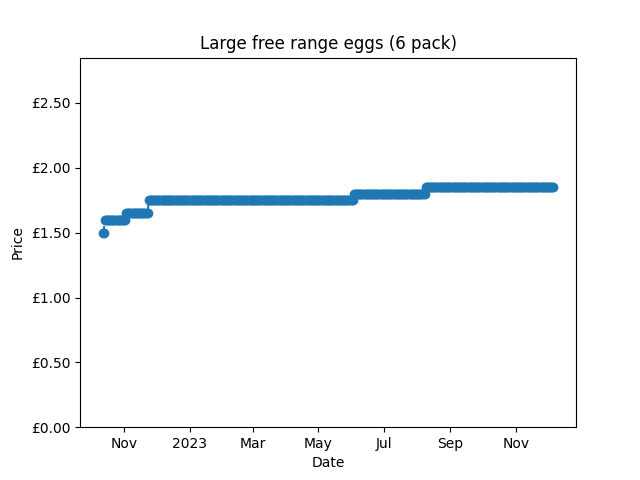 Large free range eggs (6 pack)
£2.50
£2.00
£1.50
£1.00
£0.50
£0.00
Price
Nov 2023 Mar May Jul Sep Nov
Date